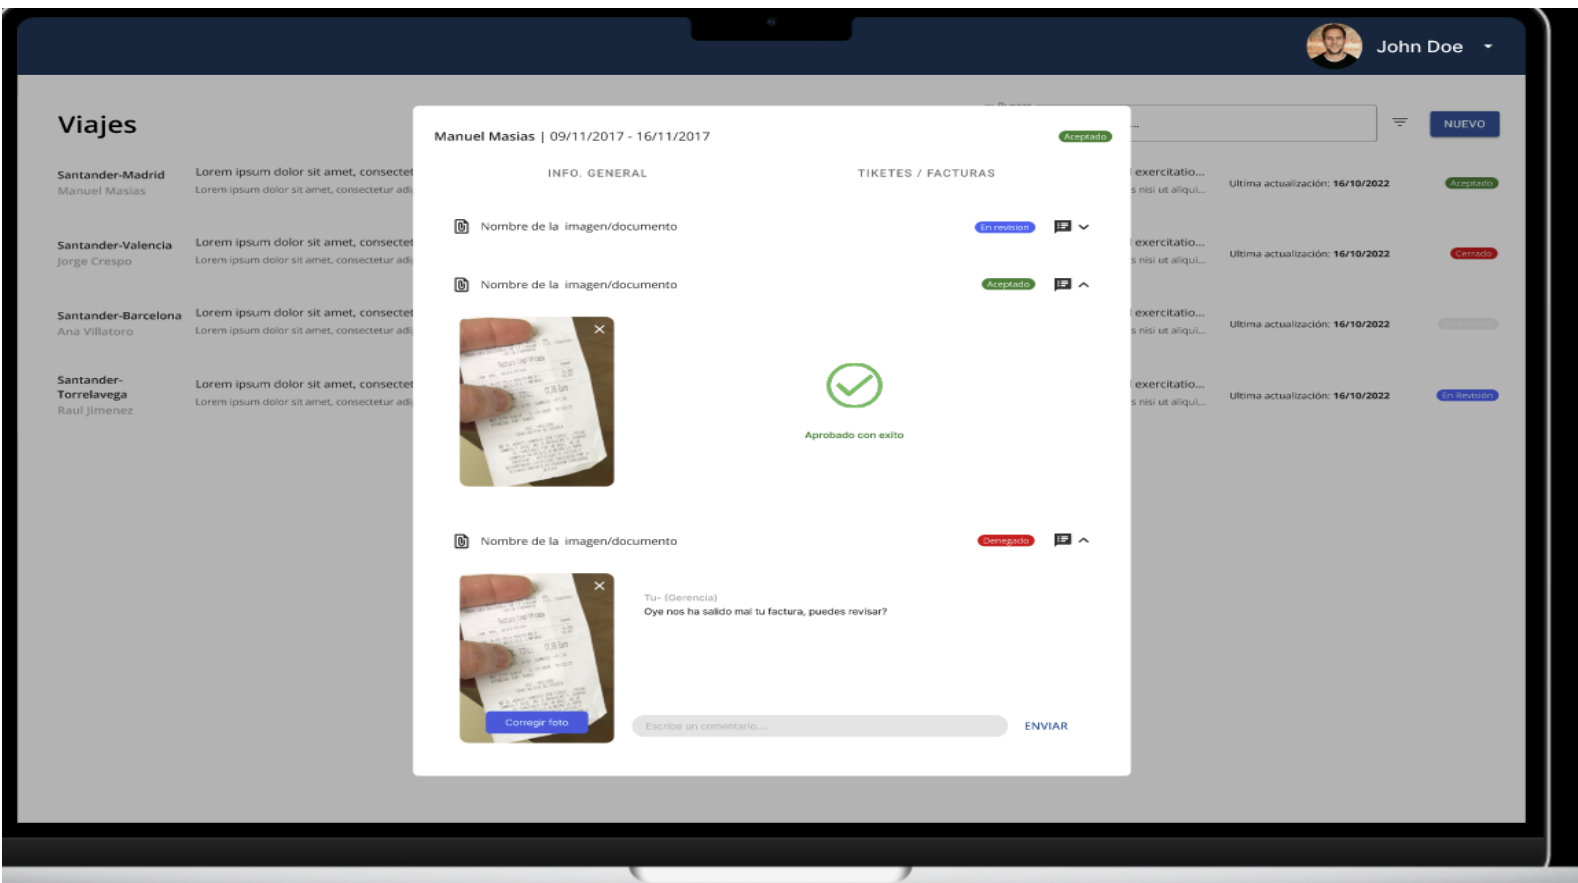 John Doe
Viajes
NUEVO
Manuel Masias | 09/11/2017 - 16/11/2017
Aceptado
INFO. GENERAL
TIKETES / FACTURAS
Santander-Madrid
Manuel Masias
Lorem ipsum dolor sit amet, consectet
Lorem ipsum dolor sit amet, consectetur adi
exercitatio...
s nisi ut aliqui...
Ultima actualización: 16/10/2022
Aceptado
Nombre de la imagen/documento
En revision
Santander-Valencia
Jorge Crespo
Lorem ipsum dolor sit amet, consectet
Lorem ipsum dolor sit amet, consectetur adi
exercitatio...
s nisi ut aliqui...
Ultima actualización: 16/10/2022
Cerrado
Nombre de la imagen/documento
Aceptado
Santander-Barcelona
Ana Villatoro
Lorem ipsum dolor sit amet, consectet
Lorem ipsum dolor sit amet, consectetur adi
exercitatio...
s nisi ut aliqui...
Ultima actualización: 16/10/2022
Santander-
Torrelavega
Raul Jimenez
Lorem ipsum dolor sit amet, consectet
Lorem ipsum dolor sit amet, consectetur adi
exercitatio...
s nisi ut aliqui...
Ultima actualización: 16/10/2022
En Revisión
Aprobado con exito
Nombre de la imagen/documento
Denegado
Tu- (Gerencia)
Oye nos ha salido mal tu factura, puedes revisar?
Corregir foto
Escribe un comentario....
ENVIAR